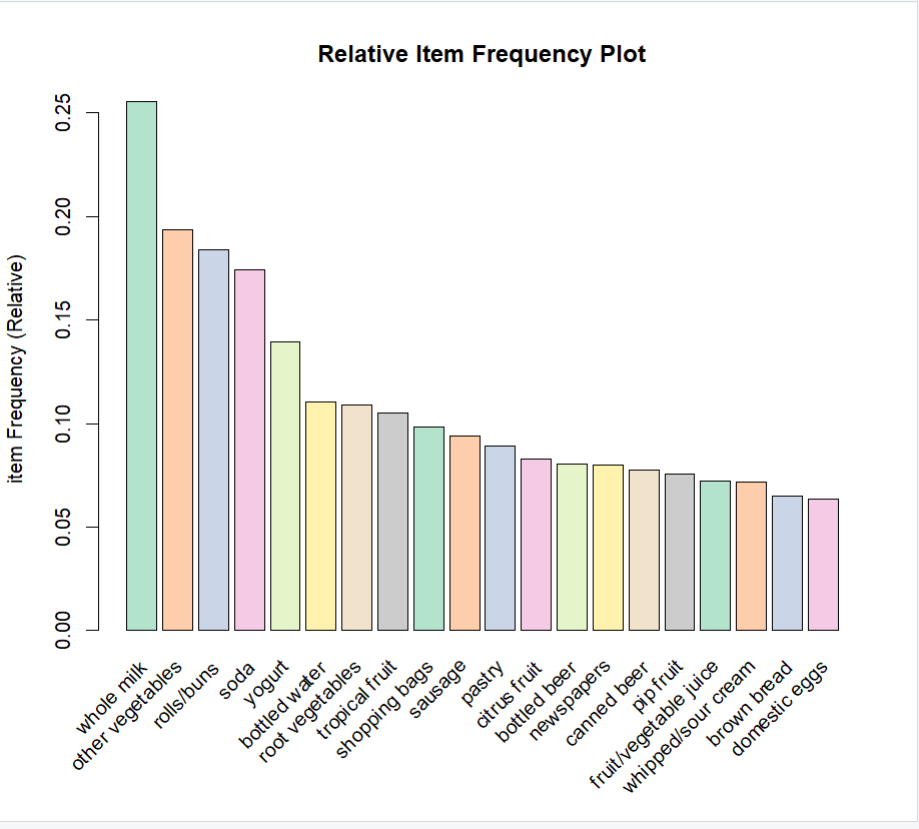 Relative Item Frequency Plot
item Frequency (Relative)
0.25
0.20
0.15
0.10
0.05
0.00
whole milk
other vegetables
rolls/buns
soda
yogurt
bottled water
root vegetables
tropical fruit
shopping bags
sausage
pastry
citrus fruit
bottled beer
newspapers
canned beer
pip fruit
fruit/vegetable juice
whipped/sour cream
brown bread
domestic eggs